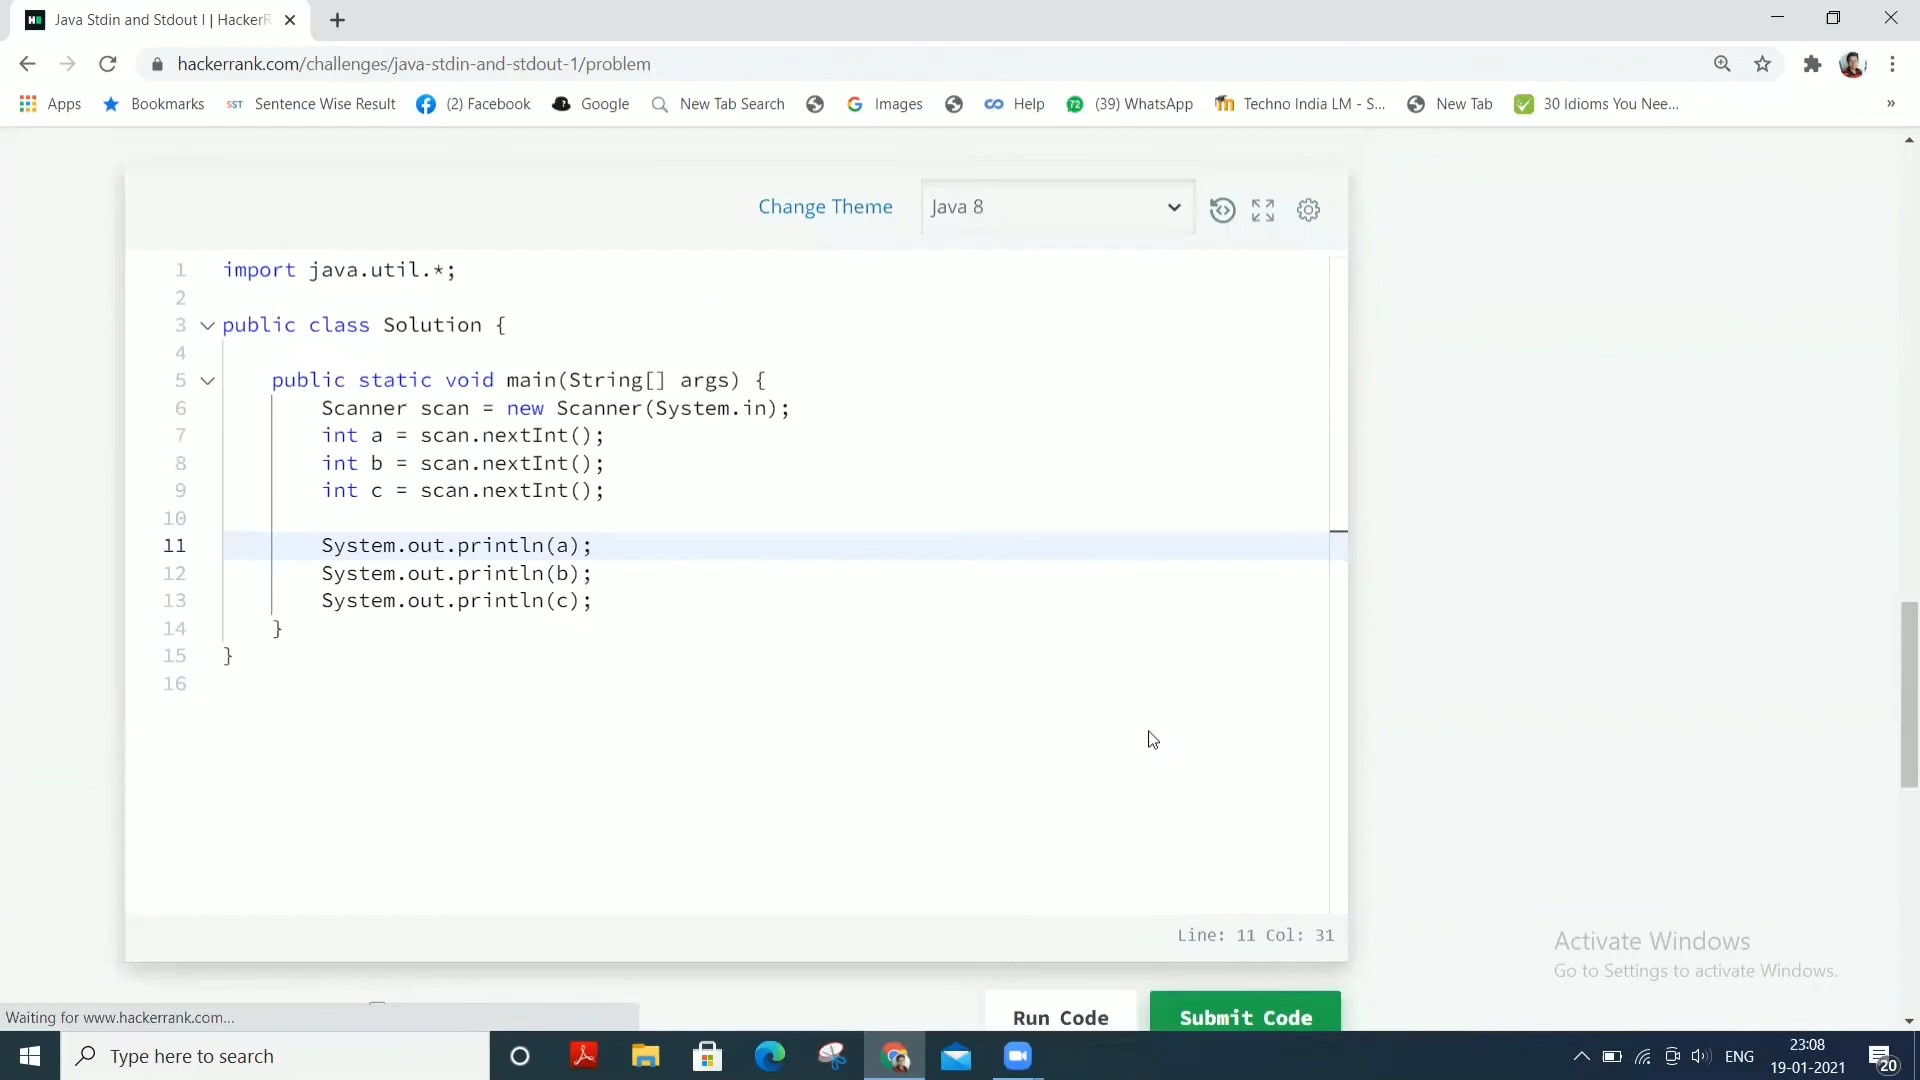 Java Stdin and Stdout I | HackerR
hackerrank.com/challenges/java-stdin-and-stdout-1/problem
Apps Bookmarks SST Sentence Wise Result (2) Facebook Google New Tab Search Images Help 72 (39) WhatsApp Techno India LM - S... New Tab 30 Idioms You Nee... »
Change Theme Java 8
1 import java.util.*;
2
3 public class Solution {
4
5 public static void main(String[] args) {
6 Scanner scan = new Scanner(System.in);
7 int a = scan.nextInt();
8 int b = scan.nextInt();
9 int c = scan.nextInt();
10
11 System.out.println(a);
12 System.out.println(b);
13 System.out.println(c);
14 }
15 }
16
Line: 11 Col: 31
Activate Windows
Go to Settings to activate Windows.
Run Code Submit Code
Waiting for www.hackerrank.com...
Type here to search
ENG
23:08
19-01-2021
20